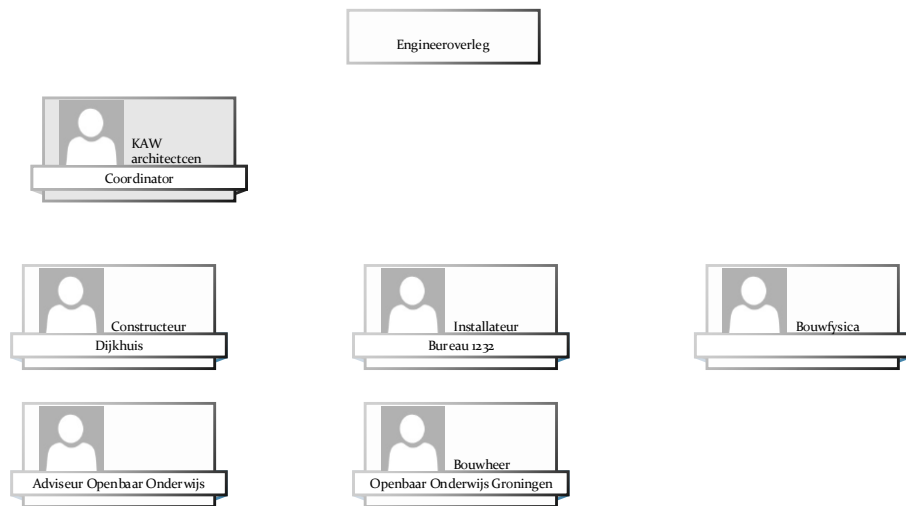 Engineeroverleg
KAW
architectcen
Coordinator
Constructeur
Dijkhuis
Installateur
Bureau 1232
Bouwfysica
Adviseur Openbaar Onderwijs
Bouwheer
Openbaar Onderwijs Groningen